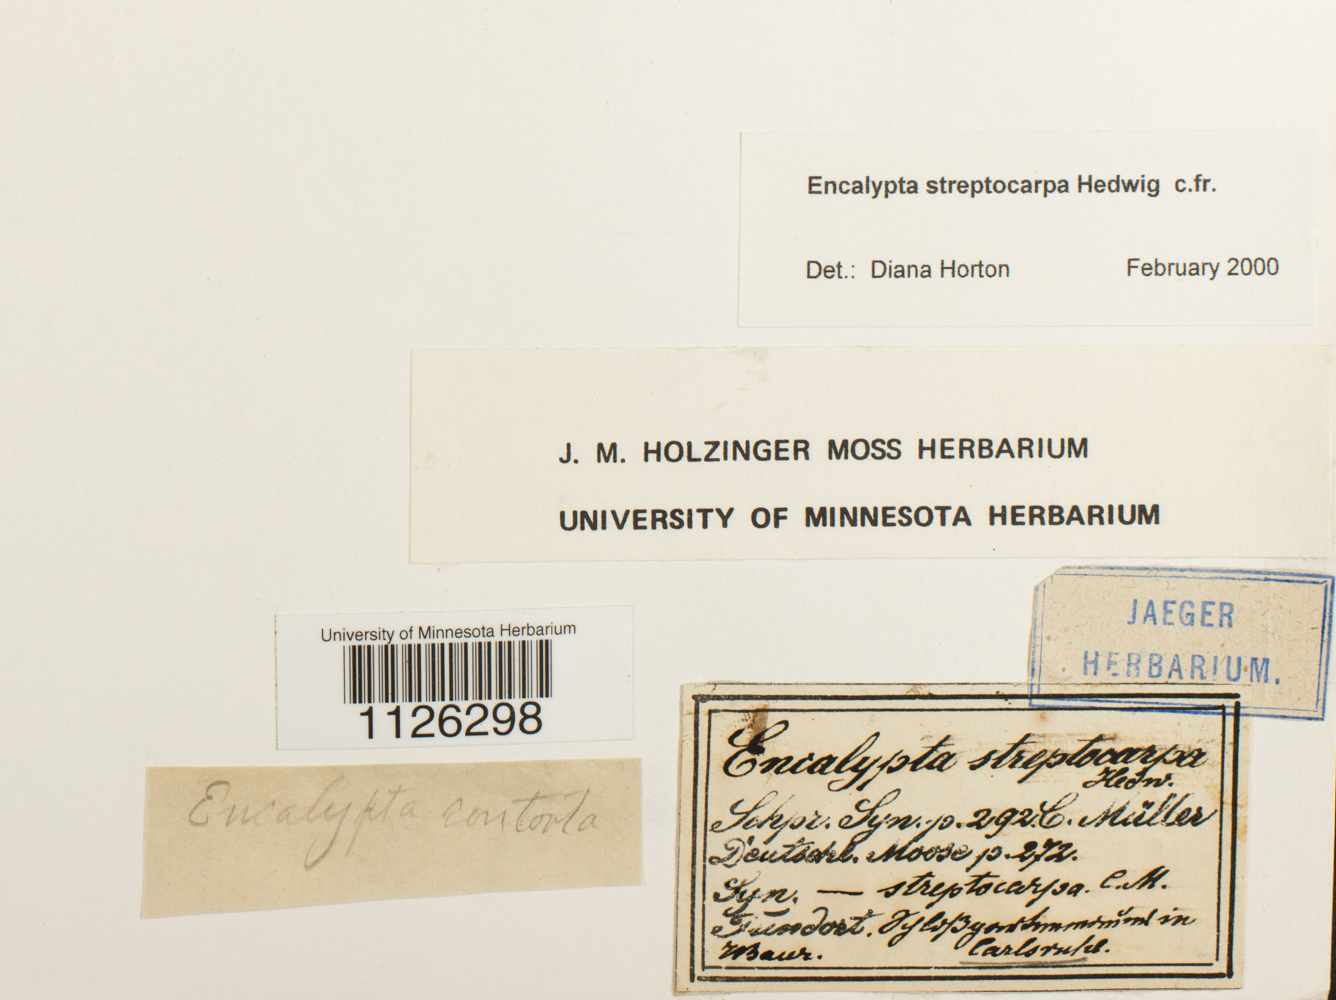 Encalypta streptocarpa Hedwig c.fr.
Det.: Diana Horton February 2000
J. M. HOLZINGER MOSS HERBARIUM
UNIVERSITY OF MINNESOTA HERBARIUM
JAEGER
HERBARIUM.
University of Minnesota Herbarium
1126298
Encalypta contorta
Encalypta streptocarpa
Hedw.
Schpr. Syn. p. 292. C. Müller
Deutschl. Moose p. 272.
Syn. — streptocarpa. C. M.
Fundort. in
Carlsruhe.
Baur.